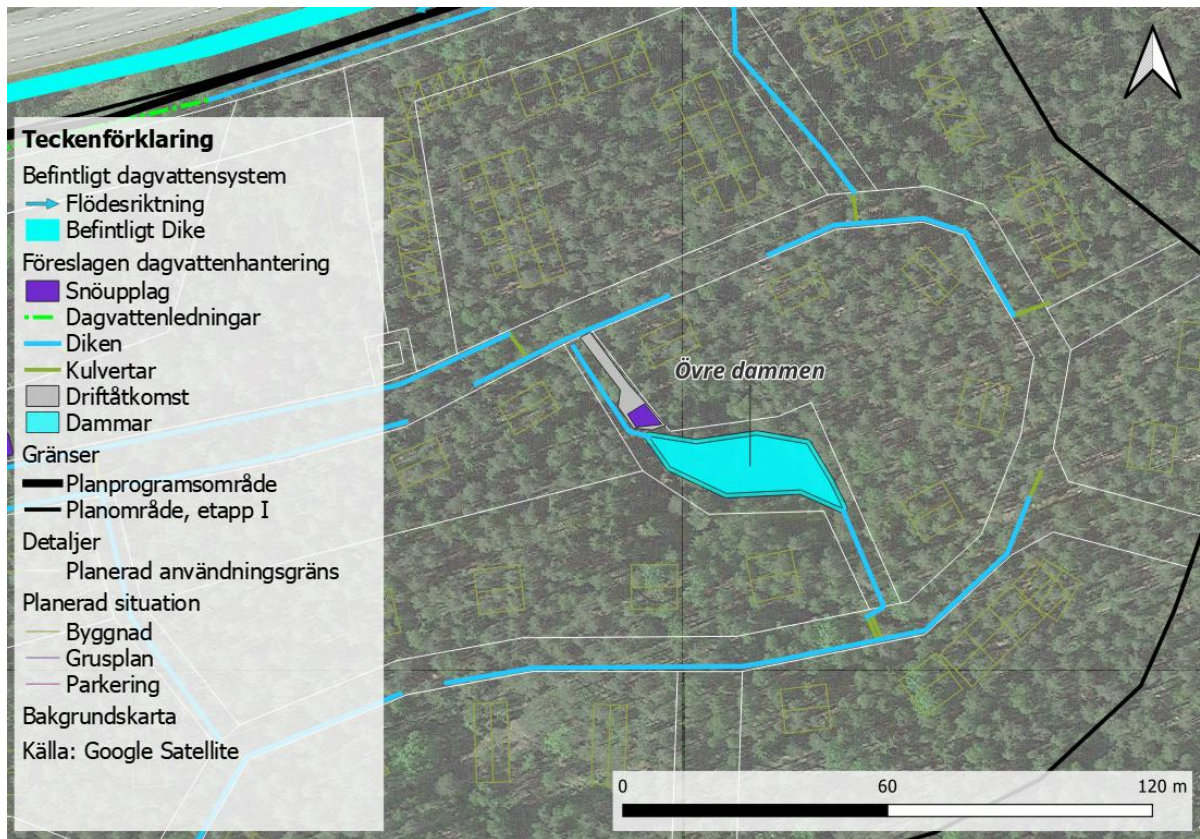 Teckenförklaring
Befintligt dagvattensystem
Flödesriktning
Befintligt Dike
Föreslagen dagvattenhantering
Snöupplag
Dagvattenledningar
Diken
Kulvertar
Driftåtkomst
Dammar
Gränser
Planprogramsområde
Planområde, etapp I
Detaljer
Planerad användningsgräns
Planerad situation
Byggnad
Grusplan
Parkering
Bakgrundskarta
Källa: Google Satellite
Övre dammen
0 60 120 m